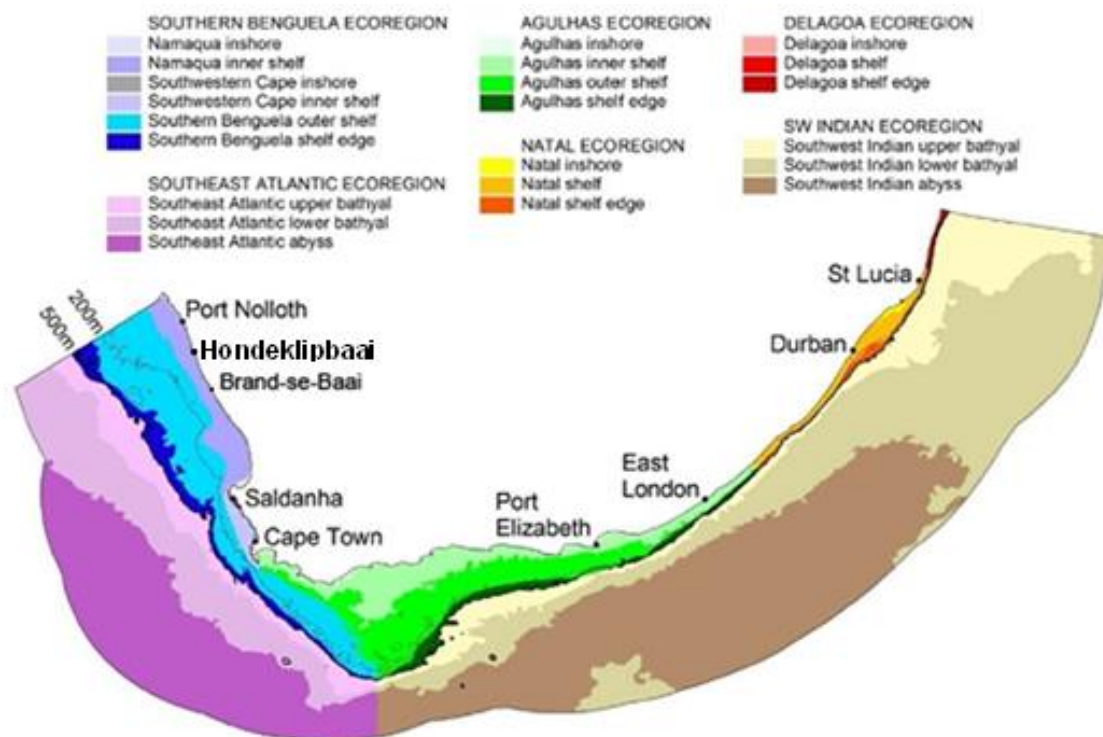 SOUTHERN BENGUELA ECOREGION
Namaqua inshore
Namaqua inner shelf
Southwestern Cape inshore
Southwestern Cape inner shelf
Southern Benguela outer shelf
Southern Benguela shelf edge
SOUTHEAST ATLANTIC ECOREGION
Southeast Atlantic upper bathyal
Southeast Atlantic lower bathyal
Southeast Atlantic abyss
AGULHAS ECOREGION
Agulhas inshore
Agulhas inner shelf
Agulhas outer shelf
Agulhas shelf edge
NATAL ECOREGION
Natal inshore
Natal shelf
Natal shelf edge
DELAGOA ECOREGION
Delagoa inshore
Delagoa shelf
Delagoa shelf edge
SW INDIAN ECOREGION
Southwest Indian upper bathyal
Southwest Indian lower bathyal
Southwest Indian abyss
200m
500m
Port Nolloth
Hondeklipbaai
Brand-se-Baai
Saldanha
Cape Town
Port
Elizabeth
East
London
Durban
St Lucia